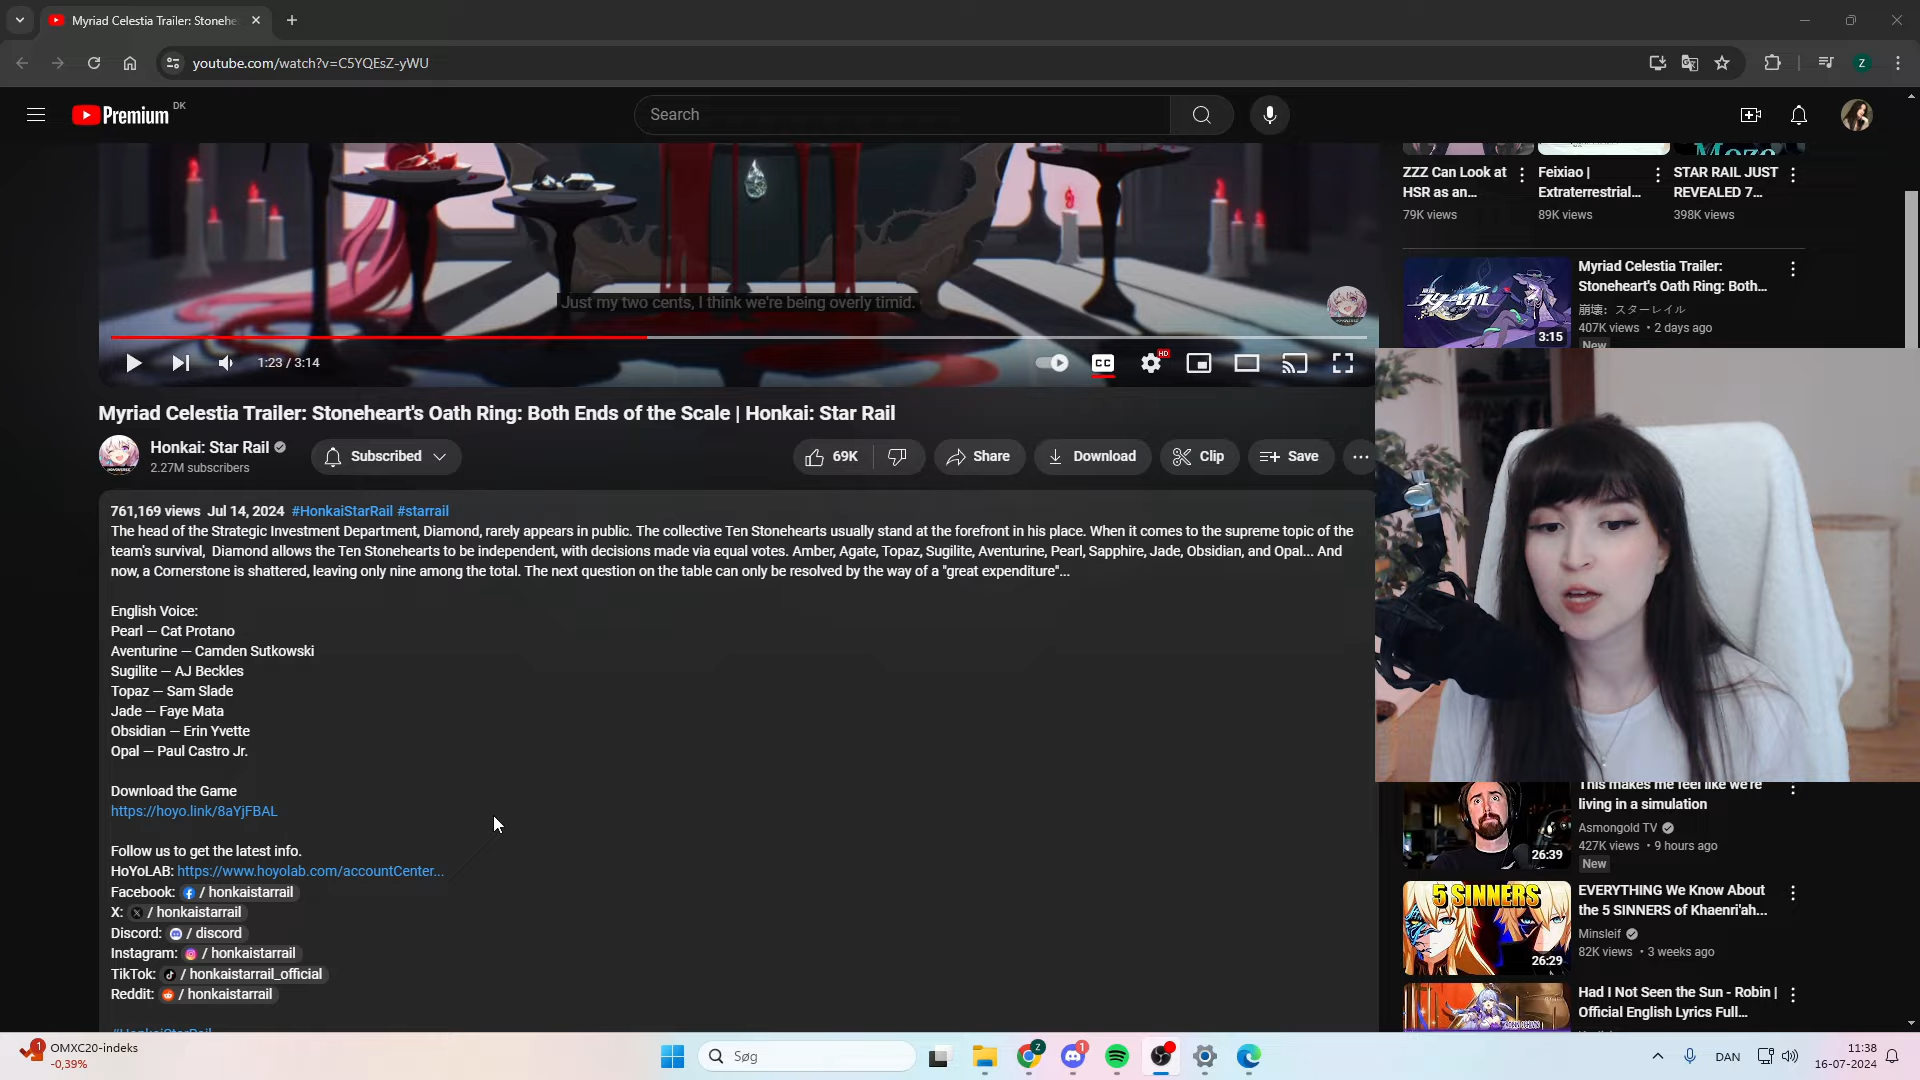 Myriad Celestia Trailer: Stonehe
youtube.com/watch?v=C5YQEsZ-yWU
Z
Premium
DK
Search
ZZZ Can Look at
HSR as an...
79K views
Feixiao |
Extraterrestrial...
89K views
STAR RAIL JUST
REVEALED 7...
398K views
Myriad Celestia Trailer:
Stoneheart's Oath Ring: Both...
崩壊：スターレイル
407K views • 2 days ago
New
3:15
Just my two cents, I think we're being overly timid.
1:23 / 3:14
CC
HD
Myriad Celestia Trailer: Stoneheart's Oath Ring: Both Ends of the Scale | Honkai: Star Rail
Honkai: Star Rail
2.27M subscribers
Subscribed
69K
Share
Download
Clip
Save
761,169 views Jul 14, 2024 #HonkaiStarRail #starrail
The head of the Strategic Investment Department, Diamond, rarely appears in public. The collective Ten Stonehearts usually stand at the forefront in his place. When it comes to the supreme topic of the
team's survival, Diamond allows the Ten Stonehearts to be independent, with decisions made via equal votes. Amber, Agate, Topaz, Sugilite, Aventurine, Pearl, Sapphire, Jade, Obsidian, and Opal... And
now, a Cornerstone is shattered, leaving only nine among the total. The next question on the table can only be resolved by the way of a "great expenditure"...
English Voice:
Pearl — Cat Protano
Aventurine — Camden Sutkowski
Sugilite — AJ Beckles
Topaz — Sam Slade
Jade — Faye Mata
Obsidian — Erin Yvette
Opal — Paul Castro Jr.
Download the Game
https://hoyo.link/8aYjFBAL
Follow us to get the latest info.
HoYoLAB: https://www.hoyolab.com/accountCenter...
Facebook: / honkaistarrail
X: / honkaistarrail
Discord: / discord
Instagram: / honkaistarrail
TikTok: / honkaistarrail_official
Reddit: / honkaistarrail
#HonkaiStarRail
This makes me feel like we're
living in a simulation
Asmongold TV
427K views • 9 hours ago
New
26:39
5 SINNERS
26:29
EVERYTHING We Know About
the 5 SINNERS of Khaenri'ah...
Minsleif
82K views • 3 weeks ago
Had I Not Seen the Sun - Robin |
Official English Lyrics Full...
1
OMXC20-indeks
-0,39%
Søg
Z
1
DAN
11:38
16-07-2024